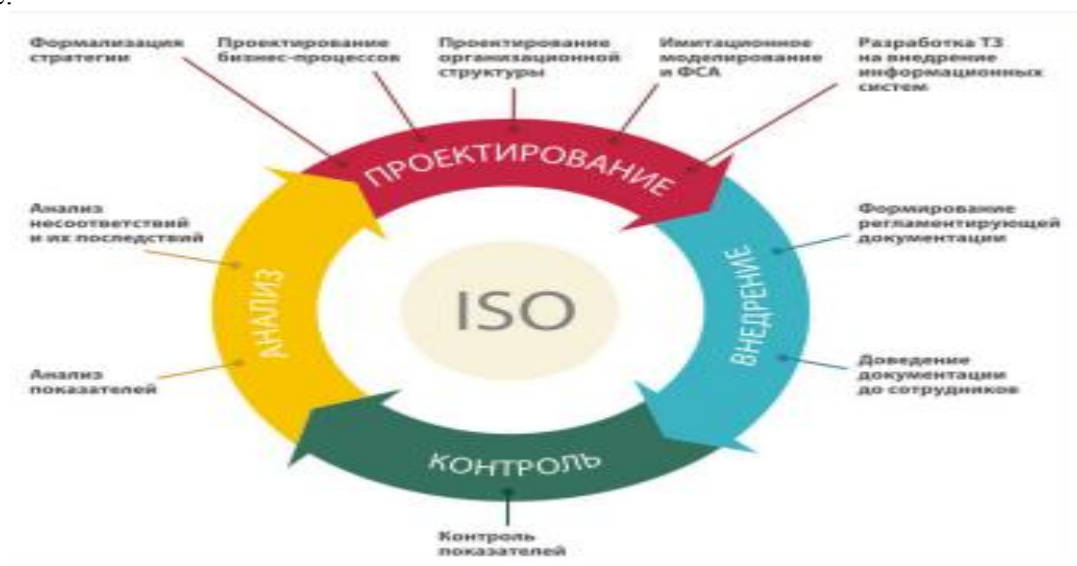 Формализация
стратегии
Проектирование
бизнес-процессов
Проектирование
организационной
структуры
Имитационное
моделирование
и ФСА
Разработка ТЗ
на внедрение
информационных
систем
ПРОЕКТИРОВАНИЕ
Анализ
несоответствий
и их последствий
Формирование
регламентирующей
документации
АНАЛИЗ
ISO
ВНЕДРЕНИЕ
Анализ
показателей
Доведение
документации
до сотрудников
КОНТРОЛЬ
Контроль
показателей